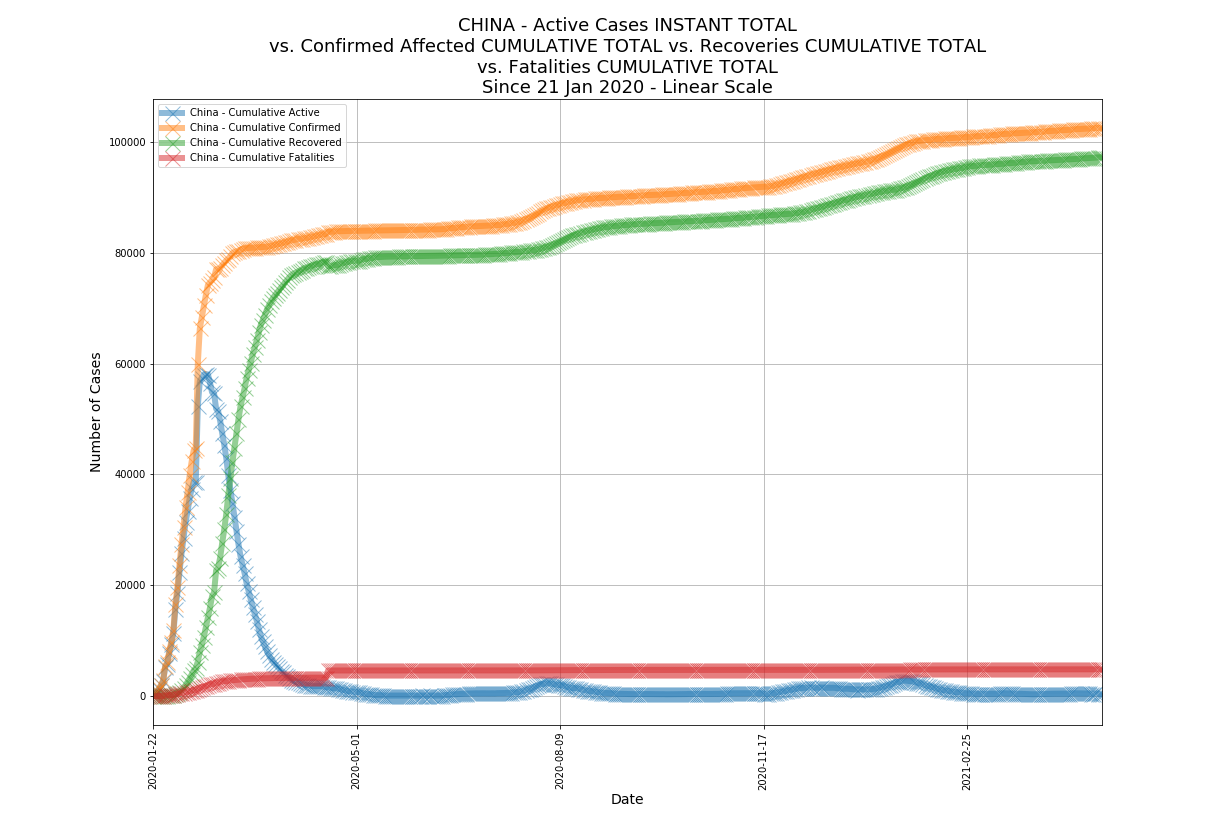 CHINA - Active Cases INSTANT TOTAL
vs. Confirmed Affected CUMULATIVE TOTAL vs. Recoveries CUMULATIVE TOTAL
vs. Fatalities CUMULATIVE TOTAL
Since 21 Jan 2020 - Linear Scale
China - Cumulative Active
China - Cumulative Confirmed
China - Cumulative Recovered
China - Cumulative Fatalities
Number of Cases
100000
80000
60000
40000
20000
0
2020-01-22
2020-05-01
2020-08-09
2020-11-17
2021-02-25
Date